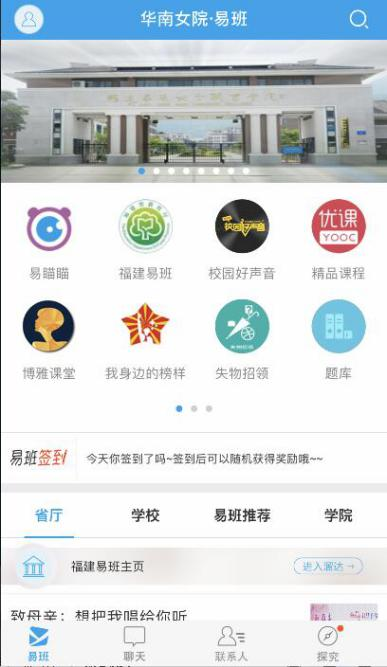 华南女院·易班
易瞄瞄
福建易班
校园好声音
优课
YOOC
精品课程
博雅课堂
我身边的榜样
失物招领
题库
易班签到
今天你签到了吗~签到后可以随机获得奖励哦~~
省厅
学校
易班推荐
学院
福建易班主页
进入溜达 >
致母亲：想把我唱给你听
易班
聊天
联系人
探究